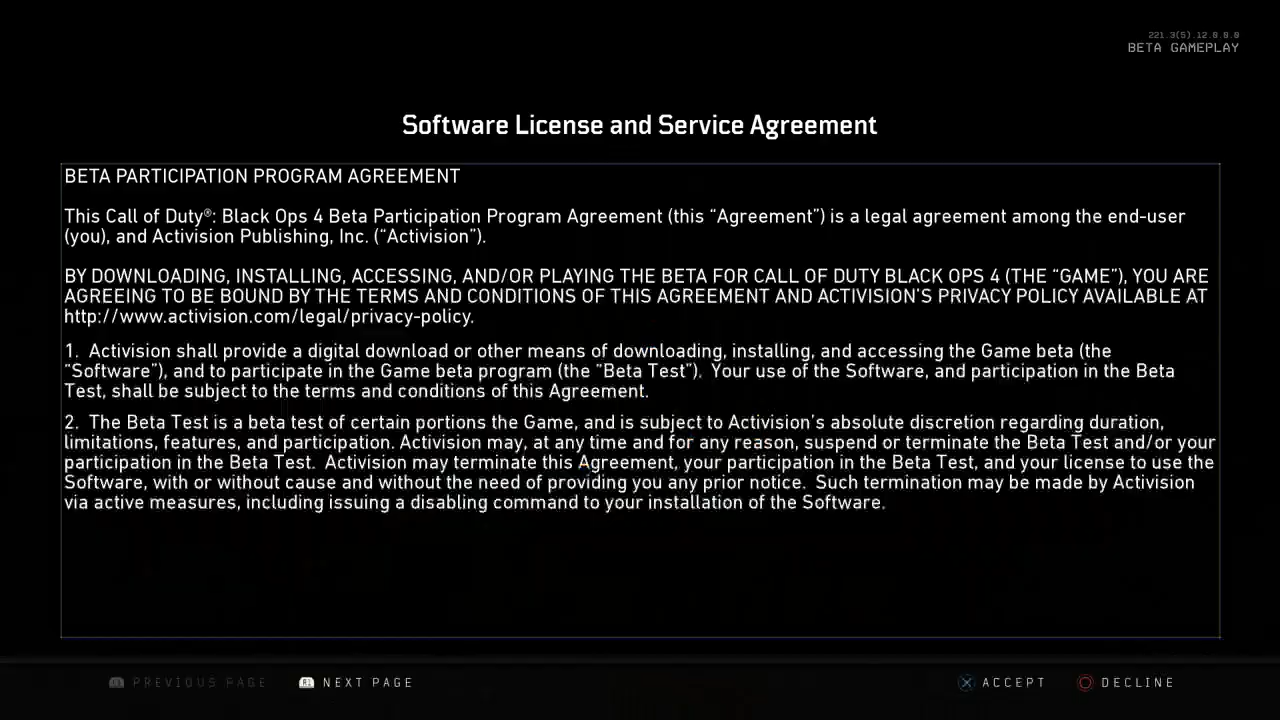 221.3(5).12.0.0.0
BETA GAMEPLAY
Software License and Service Agreement
BETA PARTICIPATION PROGRAM AGREEMENT
This Call of Duty®: Black Ops 4 Beta Participation Program Agreement (this “Agreement”) is a legal agreement among the end-user
(you), and Activision Publishing, Inc. (“Activision”).
BY DOWNLOADING, INSTALLING, ACCESSING, AND/OR PLAYING THE BETA FOR CALL OF DUTY BLACK OPS 4 (THE “GAME”), YOU ARE
AGREEING TO BE BOUND BY THE TERMS AND CONDITIONS OF THIS AGREEMENT AND ACTIVISION’S PRIVACY POLICY AVAILABLE AT
http://www.activision.com/legal/privacy-policy.
1.  Activision shall provide a digital download or other means of downloading, installing, and accessing the Game beta (the
“Software”), and to participate in the Game beta program (the “Beta Test”).  Your use of the Software, and participation in the Beta
Test, shall be subject to the terms and conditions of this Agreement.
2.  The Beta Test is a beta test of certain portions the Game, and is subject to Activision’s absolute discretion regarding duration,
limitations, features, and participation. Activision may, at any time and for any reason, suspend or terminate the Beta Test and/or your
participation in the Beta Test.  Activision may terminate this Agreement, your participation in the Beta Test, and your license to use the
Software, with or without cause and without the need of providing you any prior notice.  Such termination may be made by Activision
via active measures, including issuing a disabling command to your installation of the Software.
L1 PREVIOUS PAGE R1 NEXT PAGE ACCEPT DECLINE